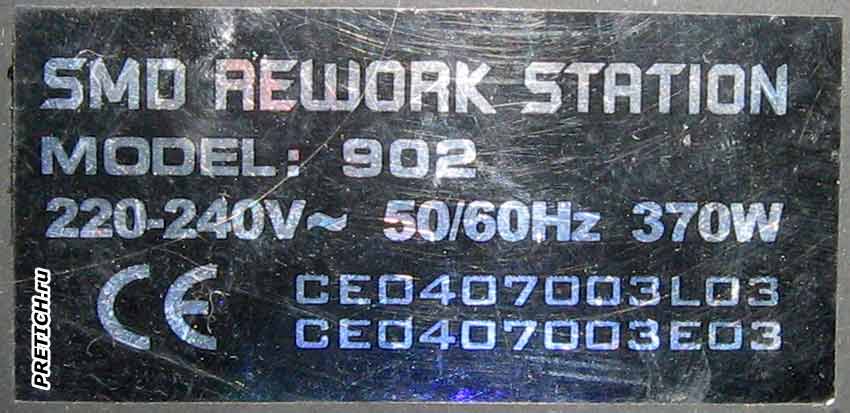 SMD REWORK STATION
MODEL: 902
220-240V~ 50/60Hz 370W
CE CE0407003L03
CE0407003E03
PRETICH.ru